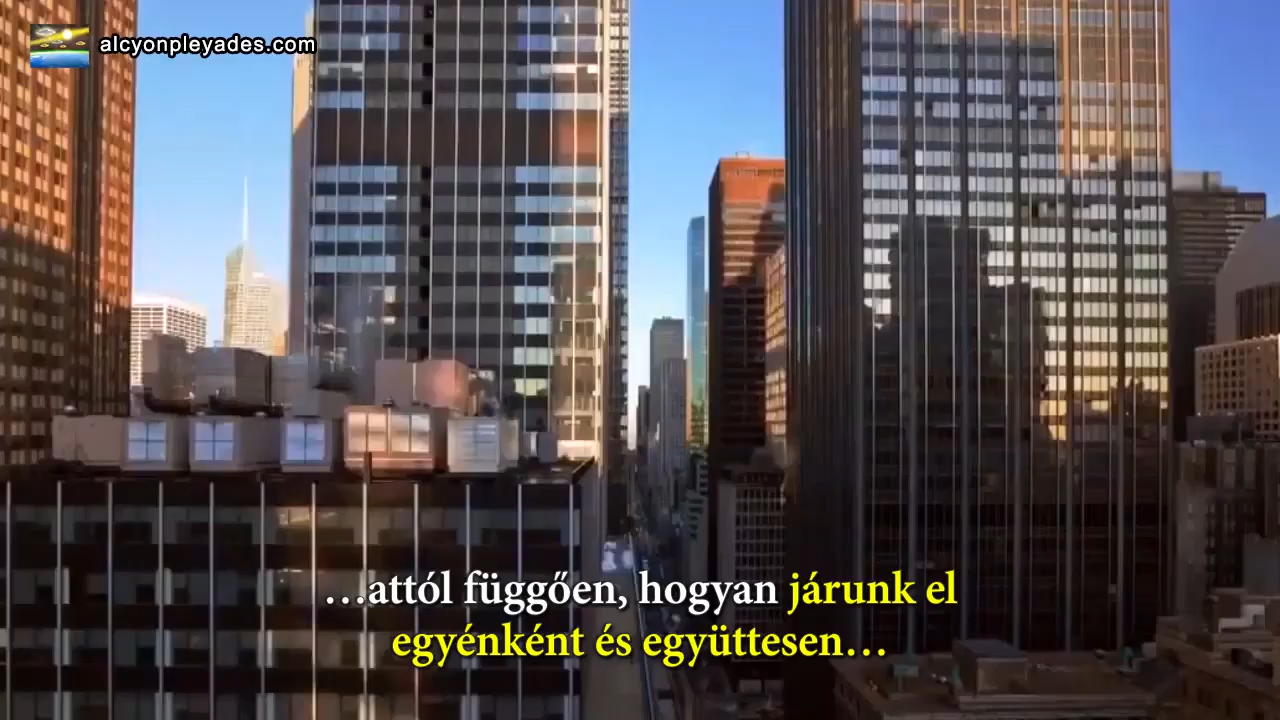 alcyonpleyades.com
…attól függően, hogyan járunk el
egyénként és együttesen…